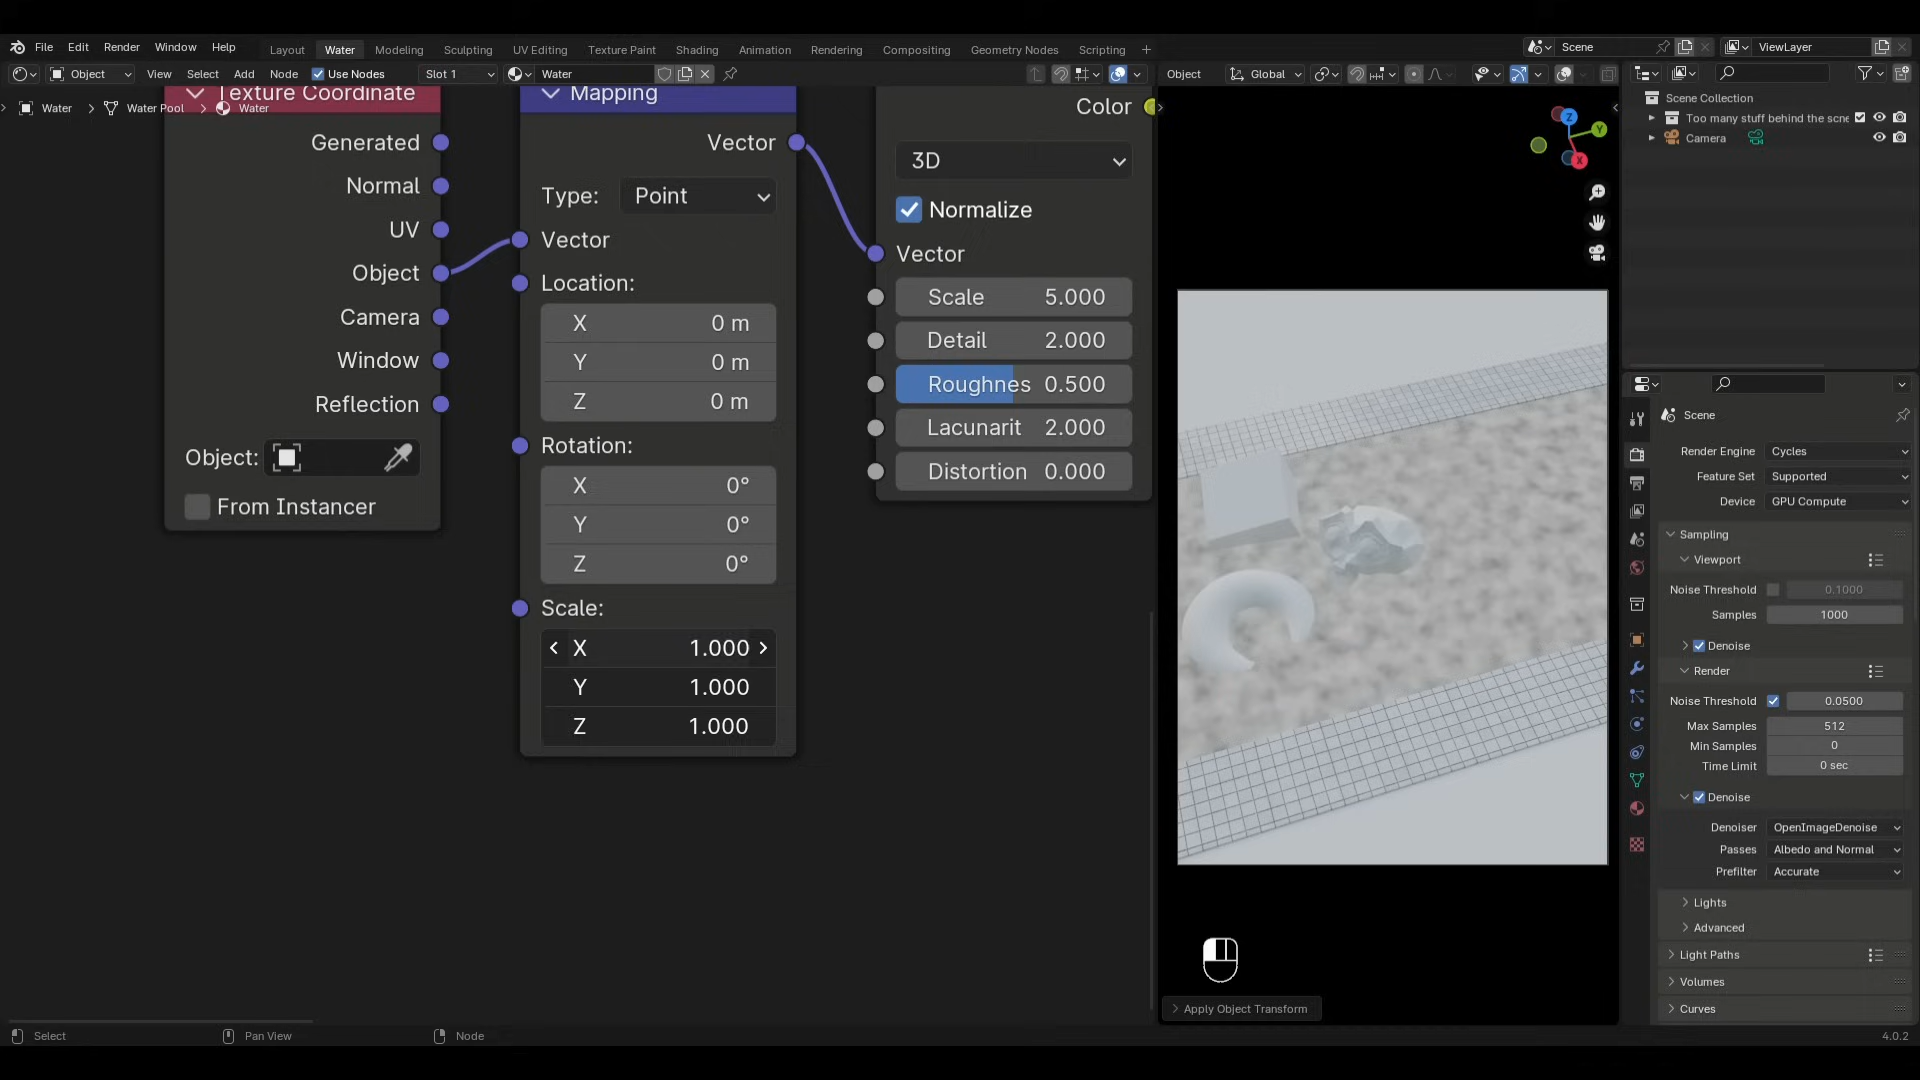 File Edit Render Window Help Layout Water Modeling Sculpting UV Editing Texture Paint Shading Animation Rendering Compositing Geometry Nodes Scripting + Scene ViewLayer
Object View Select Add Node Use Nodes Slot 1 Water Object Global
Water > Water Pool > Water
Texture Coordinate
Generated
Normal
UV
Object
Camera
Window
Reflection
Object:
From Instancer
Mapping
Vector
Type: Point
Vector
Location:
X 0 m
Y 0 m
Z 0 m
Rotation:
X 0°
Y 0°
Z 0°
Scale:
X 1.000
Y 1.000
Z 1.000
Color
3D
Normalize
Vector
Scale 5.000
Detail 2.000
Roughnes 0.500
Lacunarit 2.000
Distortion 0.000
Z
Y
X
Apply Object Transform
Scene Collection
Too many stuff behind the scne
Camera
Scene
Render Engine Cycles
Feature Set Supported
Device GPU Compute
Sampling
Viewport
Noise Threshold 0.1000
Samples 1000
Denoise
Render
Noise Threshold 0.0500
Max Samples 512
Min Samples 0
Time Limit 0 sec
Denoise
Denoiser OpenImageDenoise
Passes Albedo and Normal
Prefilter Accurate
Lights
Advanced
Light Paths
Volumes
Curves
Select Pan View Node 4.0.2